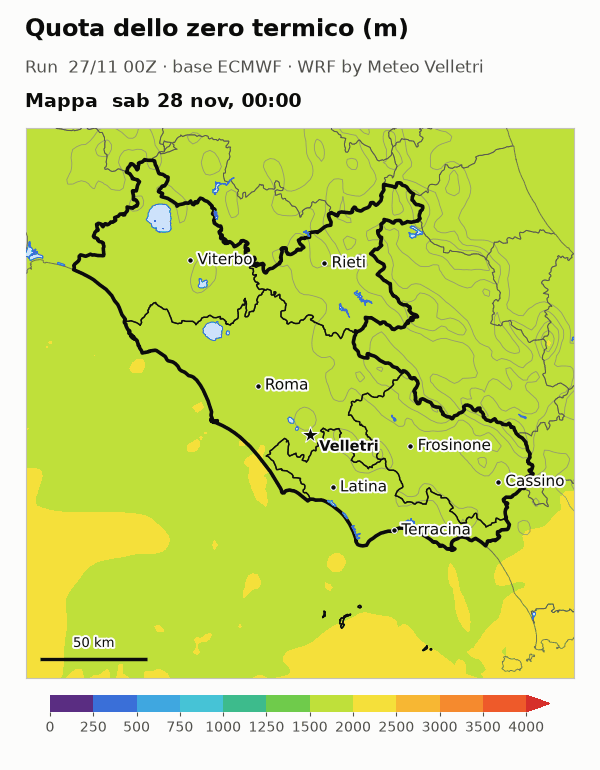 Quota dello zero termico (m)
Run  27/11 00Z · base ECMWF · WRF by Meteo Velletri
Mappa  sab 28 nov, 00:00
Viterbo
Rieti
Roma
Velletri
Frosinone
Cassino
Latina
Terracina
50 km
0 250 500 750 1000 1250 1500 2000 2500 3000 3500 4000